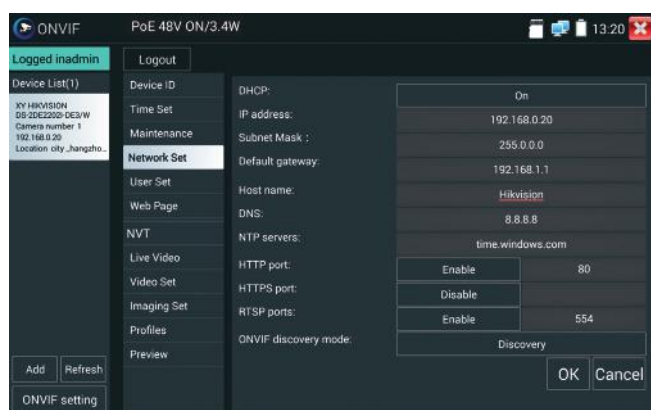 ONVIF
PoE 48V ON/3.4W
13:20
Logged inadmin
Logout
Device List(1)
XY HIKVISION
DS-2DE2202I-DE3/W
Camera number 1
192.168.0.20
Location city_hangzho...
Add
Refresh
ONVIF setting
Device ID
Time Set
Maintenance
Network Set
User Set
Web Page
NVT
Live Video
Video Set
Imaging Set
Profiles
Preview
DHCP: On
IP address: 192.168.0.20
Subnet Mask : 255.0.0.0
Default gateway: 192.168.1.1
Host name: Hikvision
DNS: 8.8.8.8
NTP servers: time.windows.com
HTTP port: Enable 80
HTTPS port: Disable
RTSP ports: Enable 554
ONVIF discovery mode: Discovery
OK Cancel